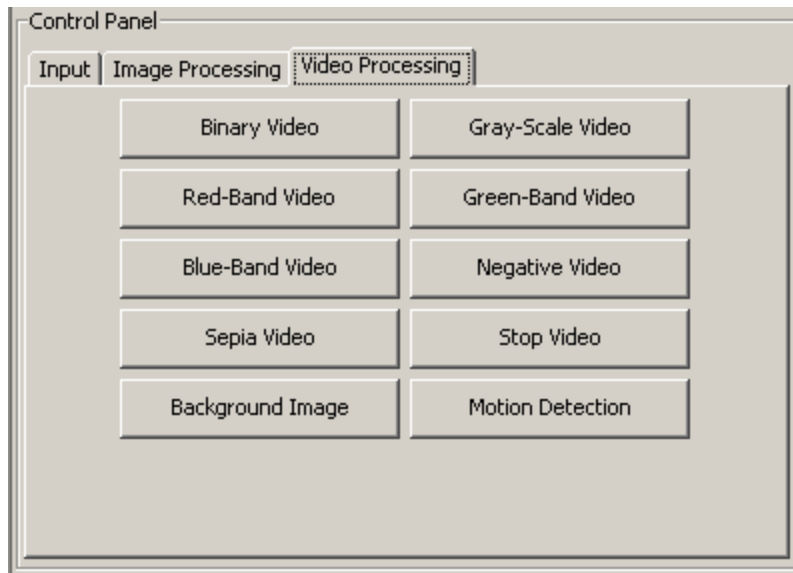 Control Panel
Input Image Processing Video Processing
Binary Video Gray-Scale Video
Red-Band Video Green-Band Video
Blue-Band Video Negative Video
Sepia Video Stop Video
Background Image Motion Detection